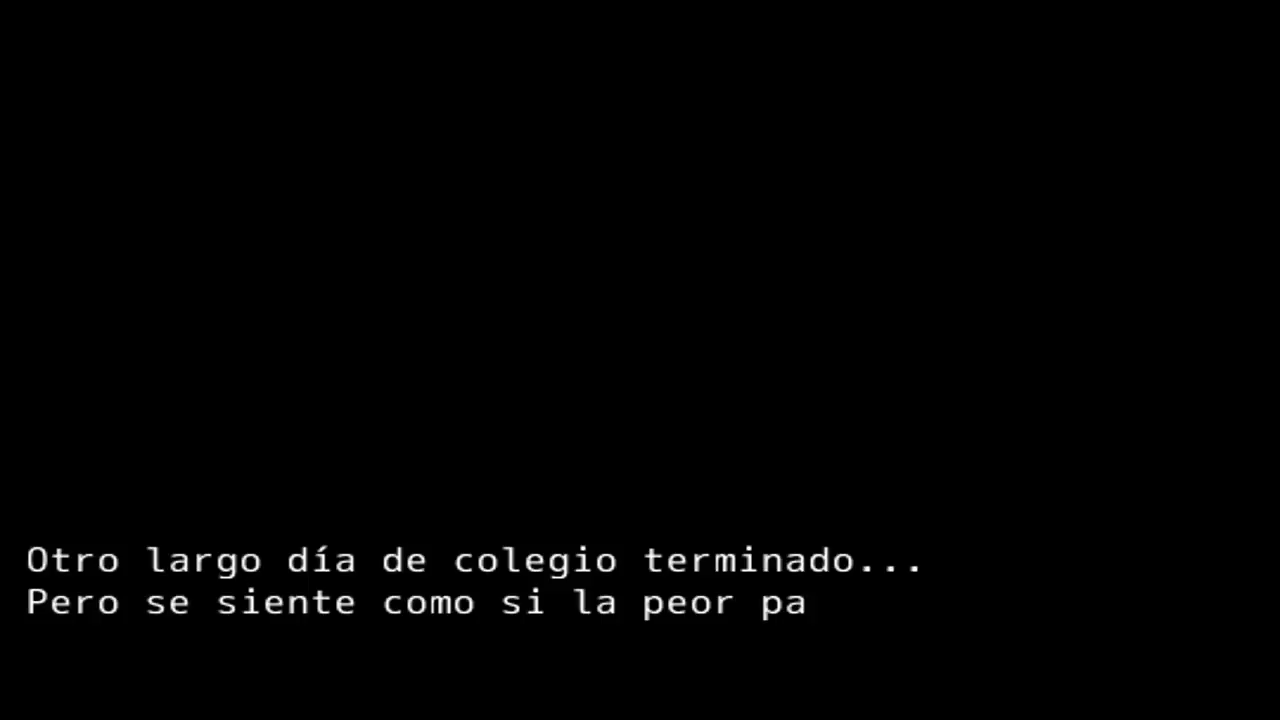 Otro largo día de colegio terminado...
Pero se siente como si la peor pa